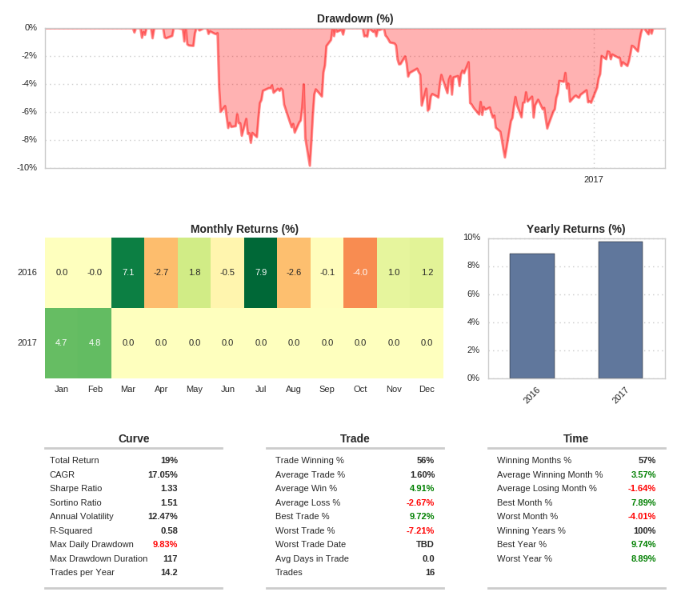 Drawdown (%)
0%
-2%
-4%
-6%
-8%
-10%
2017
Monthly Returns (%)
2016 0.0 -0.0 7.1 -2.7 1.8 -0.5 7.9 -2.6 -0.1 -4.0 1.0 1.2
2017 4.7 4.8 0.0 0.0 0.0 0.0 0.0 0.0 0.0 0.0 0.0 0.0
Jan Feb Mar Apr May Jun Jul Aug Sep Oct Nov Dec
Yearly Returns (%)
10%
8%
6%
4%
2%
0%
2016 2017
Curve
Total Return 19%
CAGR 17.05%
Sharpe Ratio 1.33
Sortino Ratio 1.51
Annual Volatility 12.47%
R-Squared 0.58
Max Daily Drawdown 9.83%
Max Drawdown Duration 117
Trades per Year 14.2
Trade
Trade Winning % 56%
Average Trade % 1.60%
Average Win % 4.91%
Average Loss % -2.67%
Best Trade % 9.72%
Worst Trade % -7.21%
Worst Trade Date TBD
Avg Days in Trade 0.0
Trades 16
Time
Winning Months % 57%
Average Winning Month % 3.57%
Average Losing Month % -1.64%
Best Month % 7.89%
Worst Month % -4.01%
Winning Years % 100%
Best Year % 9.74%
Worst Year % 8.89%